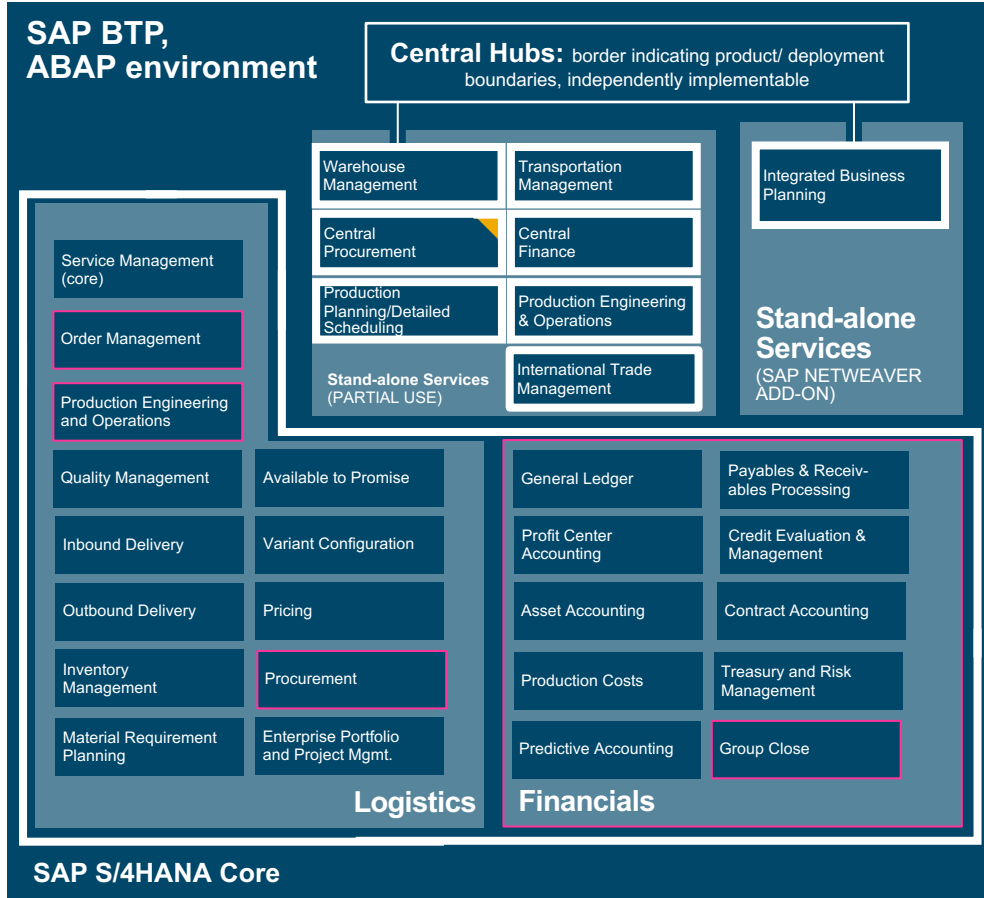 SAP BTP,
ABAP environment
Central Hubs: border indicating product/ deployment
boundaries, independently implementable
Warehouse
Management
Transportation
Management
Central
Procurement
Central
Finance
Production
Planning/Detailed
Scheduling
Production Engineering
& Operations
International Trade
Management
Stand-alone Services
(PARTIAL USE)
Integrated Business
Planning
Stand-alone
Services
(SAP NETWEAVER
ADD-ON)
Service Management
(core)
Order Management
Production Engineering
and Operations
Quality Management
Available to Promise
Inbound Delivery
Variant Configuration
Outbound Delivery
Pricing
Inventory
Management
Procurement
Material Requirement
Planning
Enterprise Portfolio
and Project Mgmt.
Logistics
General Ledger
Payables & Receiv-
ables Processing
Profit Center
Accounting
Credit Evaluation &
Management
Asset Accounting
Contract Accounting
Production Costs
Treasury and Risk
Management
Predictive Accounting
Group Close
Financials
SAP S/4HANA Core